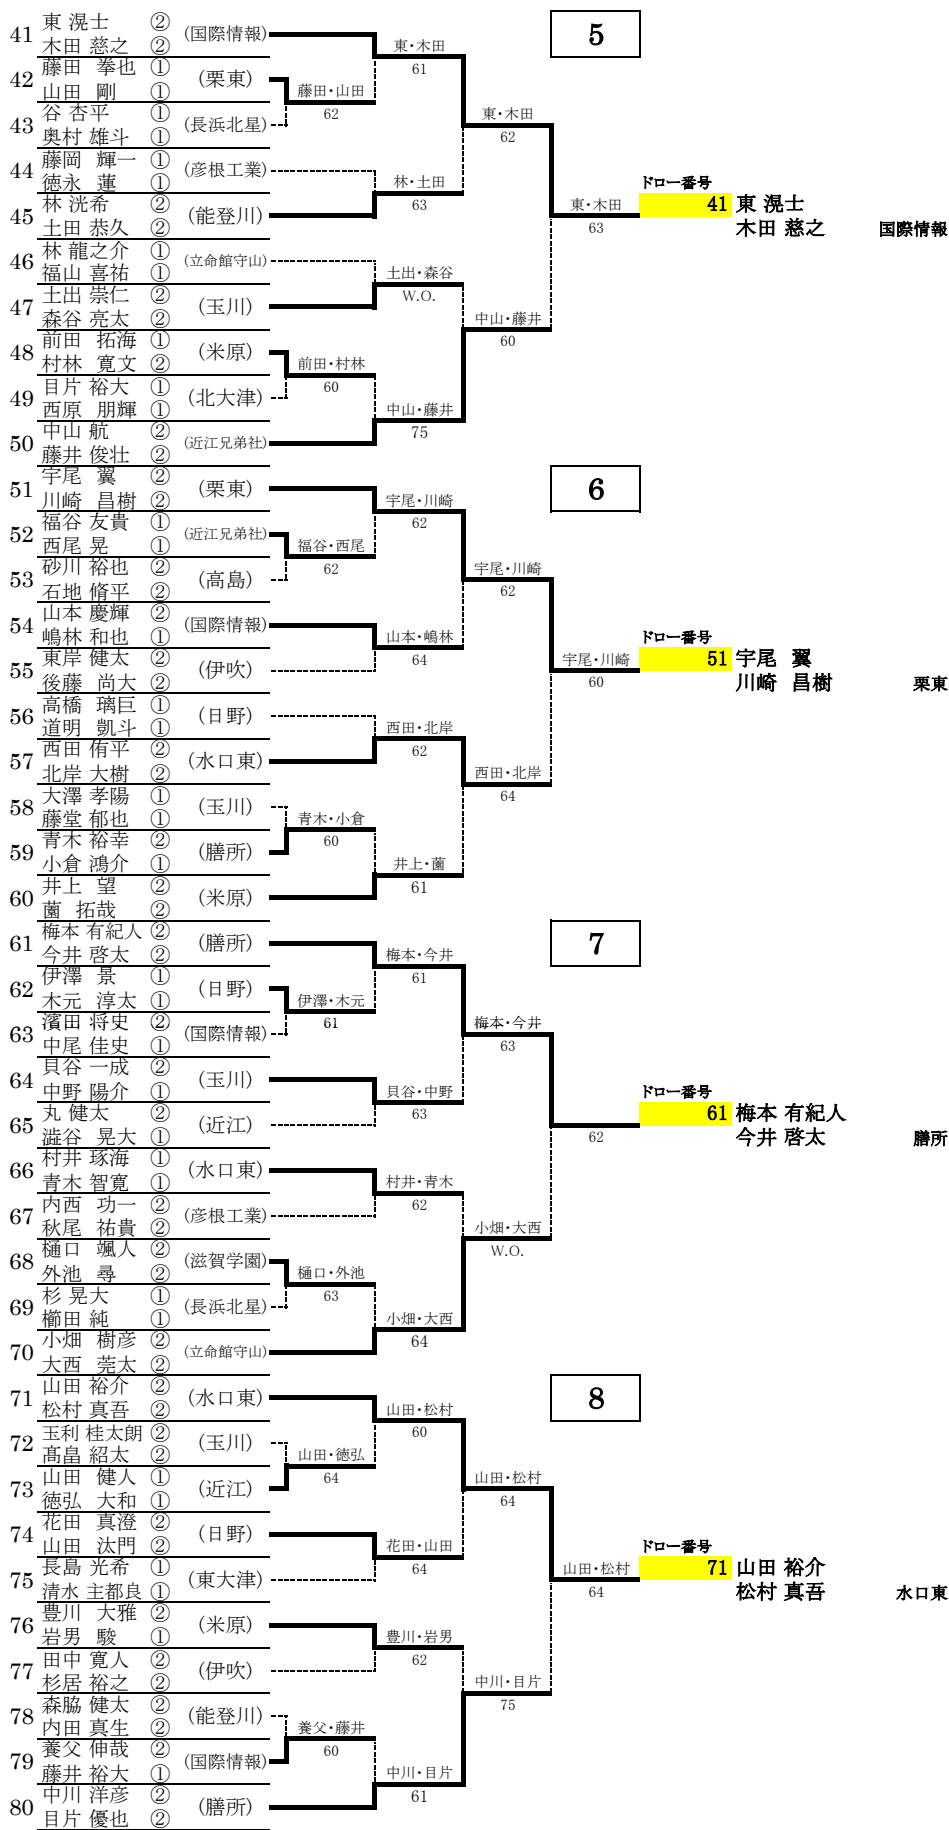 5
41 東 滉士 ② (国際情報)
木田 慈之 ②
42 藤田 拳也 ① (栗東)
山田 剛 ①
43 谷 杏平 ① (長浜北星)
奥村 雄斗 ①
44 藤岡 輝一 ① (彦根工業)
徳永 蓮 ①
45 林 洸希 ② (能登川)
土田 恭久 ②
46 林 龍之介 ① (立命館守山)
福山 喜祐 ①
47 土出 崇仁 ② (玉川)
森谷 亮太 ②
48 前田 拓海 ① (米原)
村林 寛文 ②
49 目片 裕大 ① (北大津)
西原 朋輝 ①
50 中山 航 ② (近江兄弟社)
藤井 俊壮 ②
藤田・山田
62
前田・村林
60
東・木田
61
林・土田
63
土出・森谷
W.O.
中山・藤井
75
東・木田
62
中山・藤井
60
東・木田
63
ドロー番号
41 東 滉士
木田 慈之 国際情報
6
51 宇尾 翼 ② (栗東)
川崎 昌樹 ②
52 福谷 友貴 ① (近江兄弟社)
西尾 晃 ①
53 砂川 裕也 ② (高島)
石地 脩平 ②
54 山本 慶輝 ② (国際情報)
嶋林 和也 ①
55 東岸 健太 ② (伊吹)
後藤 尚大 ②
56 高橋 璃巨 ① (日野)
道明 凱斗 ①
57 西田 侑平 ② (水口東)
北岸 大樹 ②
58 大澤 孝陽 ① (玉川)
藤堂 郁也 ①
59 青木 裕幸 ② (膳所)
小倉 鴻介 ①
60 井上 望 ② (米原)
薗 拓哉 ②
福谷・西尾
62
青木・小倉
60
宇尾・川崎
62
山本・嶋林
64
西田・北岸
62
井上・薗
61
宇尾・川崎
62
西田・北岸
64
宇尾・川崎
60
ドロー番号
51 宇尾 翼
川崎 昌樹 栗東
7
61 梅本 有紀人 ② (膳所)
今井 啓太 ②
62 伊澤 景 ① (日野)
木元 淳太 ①
63 濱田 将史 ② (国際情報)
中尾 佳史 ①
64 貝谷 一成 ② (玉川)
中野 陽介 ①
65 丸 健太 ② (近江)
澁谷 晃大 ①
66 村井 琢海 ① (水口東)
青木 智寛 ①
67 内西 功一 ② (彦根工業)
秋尾 祐貴 ②
68 樋口 颯人 ② (滋賀学園)
外池 尋 ②
69 杉 晃大 ① (長浜北星)
櫛田 純 ①
70 小畑 樹彦 ② (立命館守山)
大西 莞太 ②
伊澤・木元
61
樋口・外池
63
梅本・今井
61
貝谷・中野
63
村井・青木
62
小畑・大西
64
梅本・今井
63
小畑・大西
W.O.
62
ドロー番号
61 梅本 有紀人
今井 啓太 膳所
8
71 山田 裕介 ② (水口東)
松村 真吾 ②
72 玉利 桂太朗 ② (玉川)
髙畠 紹太 ②
73 山田 健人 ① (近江)
徳弘 大和 ①
74 花田 真澄 ② (日野)
山田 汰門 ②
75 長島 光希 ① (東大津)
清水 主都良 ①
76 豊川 大雅 ② (米原)
岩男 駿 ①
77 田中 寛人 ② (伊吹)
杉居 裕之 ②
78 森脇 健太 ② (能登川)
内田 真生 ②
79 養父 伸哉 ② (国際情報)
藤井 裕大 ①
80 中川 洋彦 ② (膳所)
目片 優也 ②
山田・徳弘
64
養父・藤井
60
山田・松村
60
花田・山田
64
豊川・岩男
62
中川・目片
61
山田・松村
64
中川・目片
75
山田・松村
64
ドロー番号
71 山田 裕介
松村 真吾 水口東